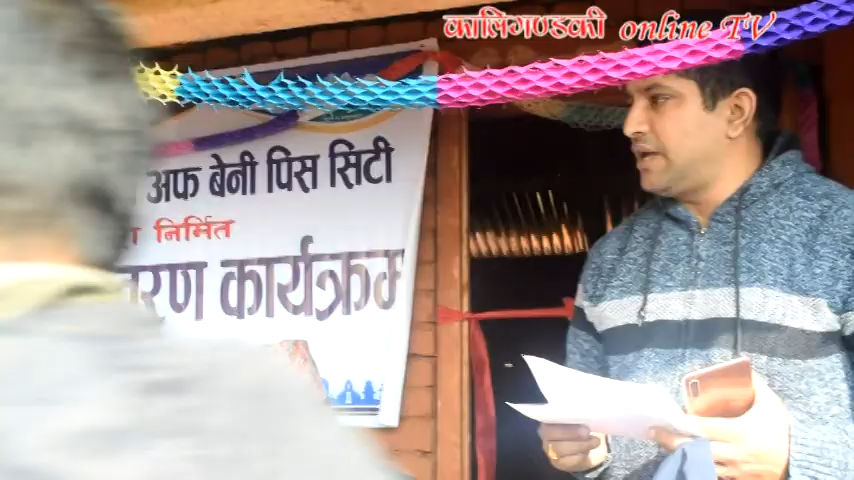 कालिगण्डकी online TV
अफ बेनी पिस सिटी
निर्मित
रण कार्यक्रम